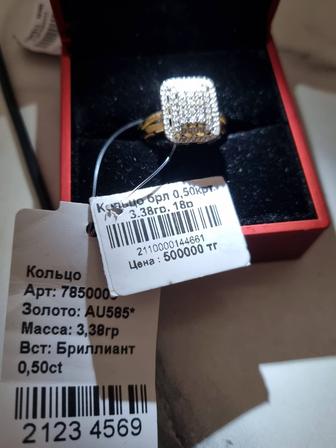 Кольцо брл 0,50крт.
3.38гр. 18р
2110000144661
Цена : 500000 тг
Кольцо
Арт: 785000
Золото: AU585*
Масса: 3,38гр
Вст: Бриллиант
0,50ct
2123 4569